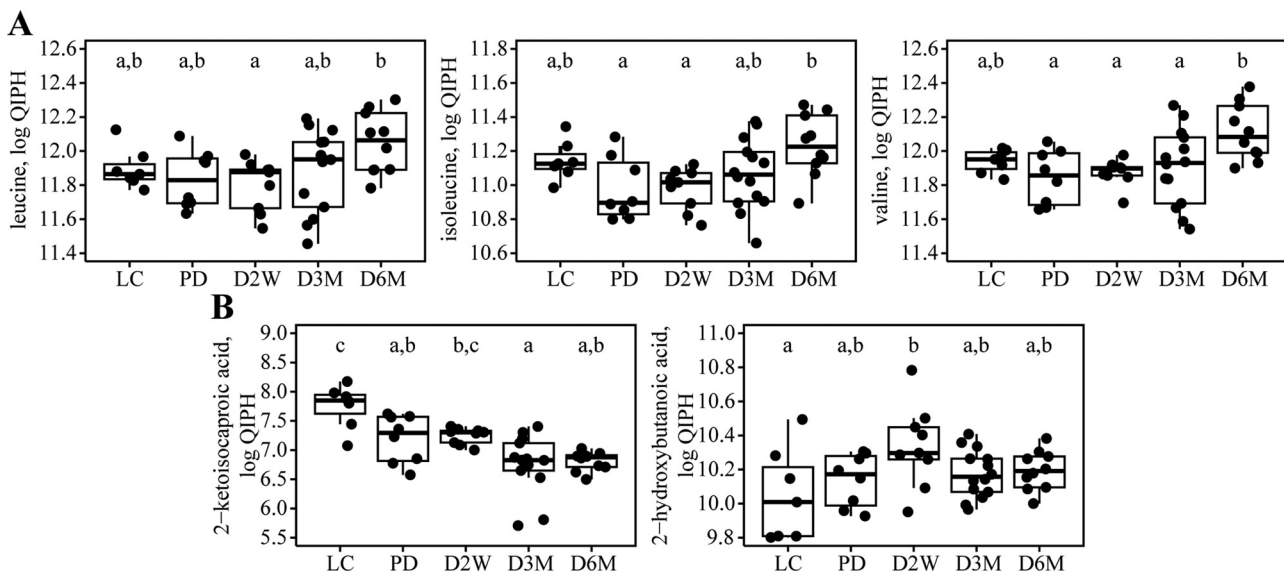 A
leucine, log QIPH
12.6
12.4
12.2
12.0
11.8
11.6
11.4
a,b a,b a a,b b
LC PD D2W D3M D6M
isoleucine, log QIPH
11.8
11.6
11.4
11.2
11.0
10.8
10.6
a,b a a a,b b
LC PD D2W D3M D6M
valine, log QIPH
12.6
12.4
12.2
12.0
11.8
11.6
11.4
a,b a a a b
LC PD D2W D3M D6M
B
2−ketoisocaproic acid,
log QIPH
9.0
8.5
8.0
7.5
7.0
6.5
6.0
5.5
c a,b b,c a a,b
LC PD D2W D3M D6M
2−hydroxybutanoic acid,
log QIPH
11.0
10.8
10.6
10.4
10.2
10.0
9.8
a a,b b a,b a,b
LC PD D2W D3M D6M